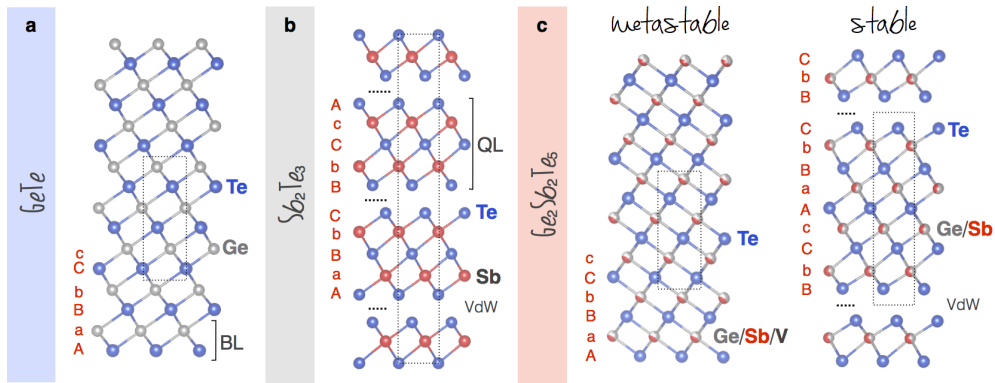 a
GeTe
Te
Ge
c
C
b
B
a
A
BL
b
Sb2Te3
A
c
C
b
B
QL
C
b
B
a
A
Te
Sb
VdW
c
Ge2Sb2Te5
metastable
Te
c
C
b
B
a
A
Ge/Sb/V
stable
C
b
B
C
b
B
a
A
c
C
b
B
Te
Ge/Sb
VdW